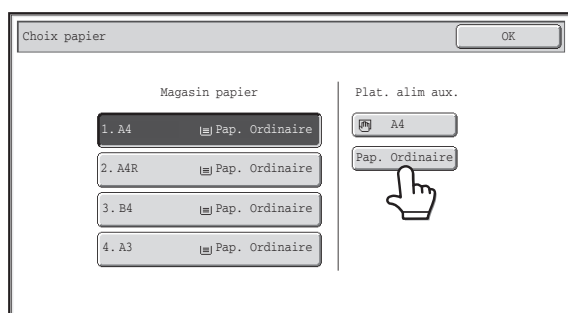 Choix papier
OK
Magasin papier
1. A4 Pap. Ordinaire
2. A4R Pap. Ordinaire
3. B4 Pap. Ordinaire
4. A3 Pap. Ordinaire
Plat. alim aux.
A4
Pap. Ordinaire